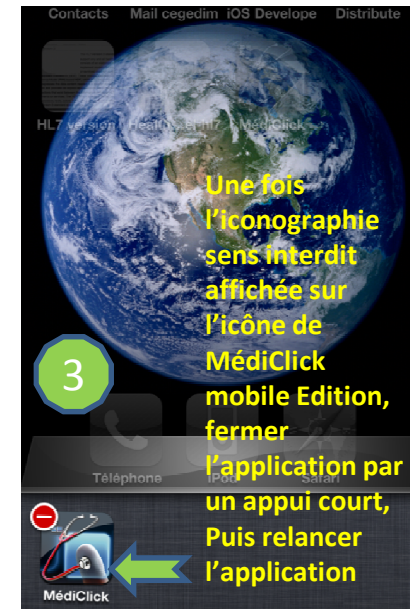 Contacts Mail cegedim iOS Develope Distribute
HL7 version MédiClick
Une fois
l'iconographie
sens interdit
affichée sur
l'icône de
MédiClick
mobile Edition,
fermer
l'application par
un appui court,
Puis relancer
l'application
3
Téléphone iPod Safari
MédiClick